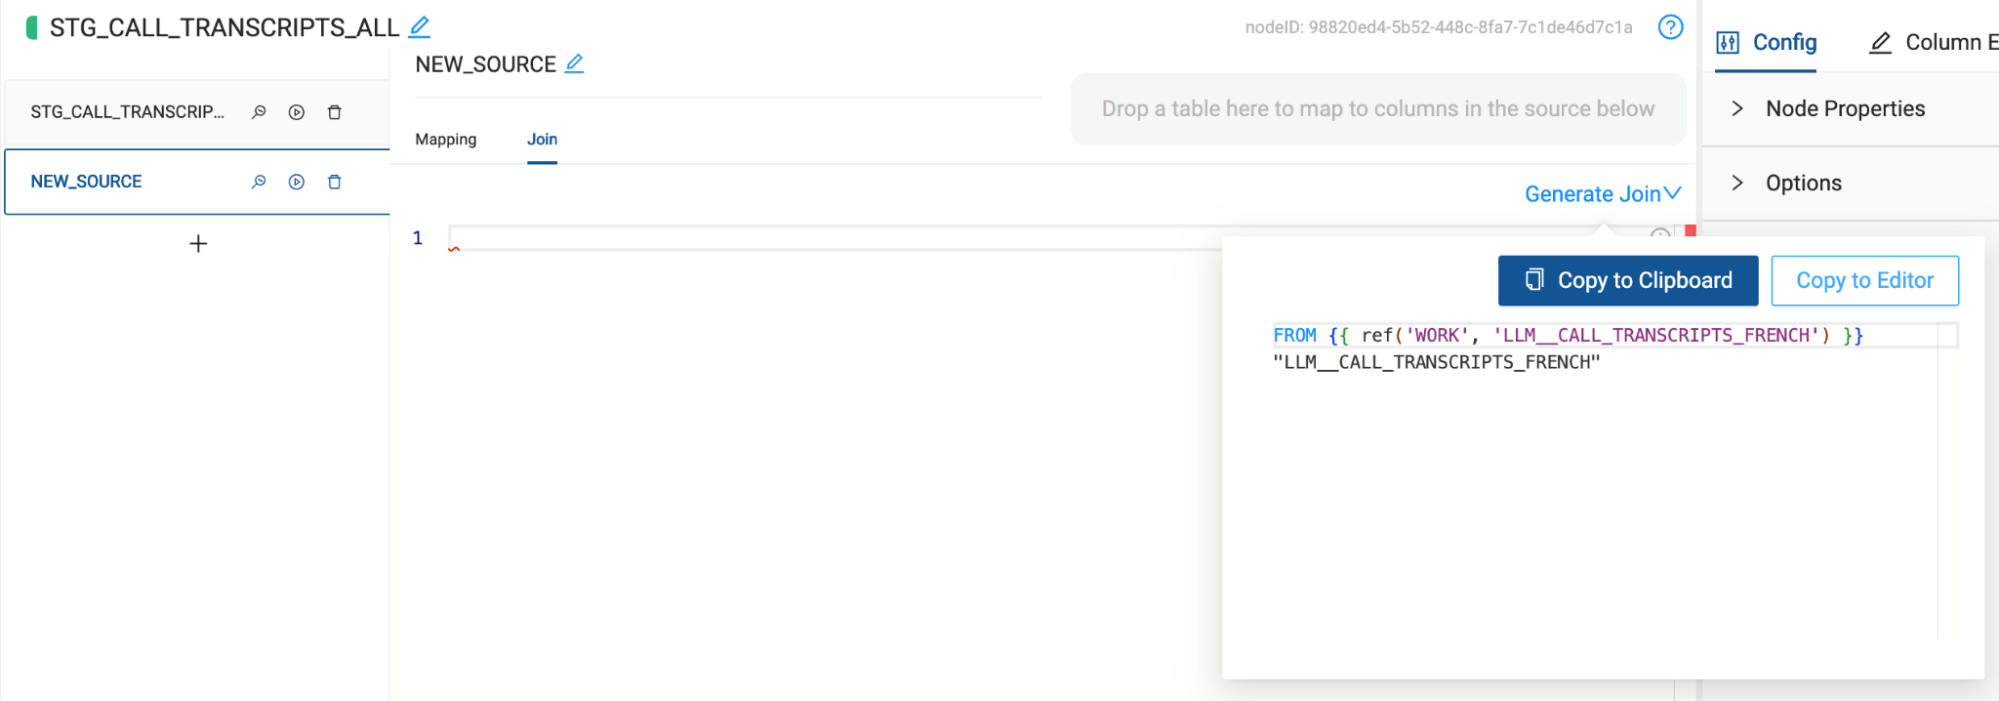 STG_CALL_TRANSCRIPTS_ALL
nodeID: 98820ed4-5b52-448c-8fa7-7c1de46d7c1a
STG_CALL_TRANSCRIP...
NEW_SOURCE
NEW_SOURCE
Drop a table here to map to columns in the source below
Mapping
Join
Generate Join
1
Copy to Clipboard
Copy to Editor
FROM {{ ref('WORK', 'LLM__CALL_TRANSCRIPTS_FRENCH') }}
"LLM__CALL_TRANSCRIPTS_FRENCH"
Config
Column E
Node Properties
Options